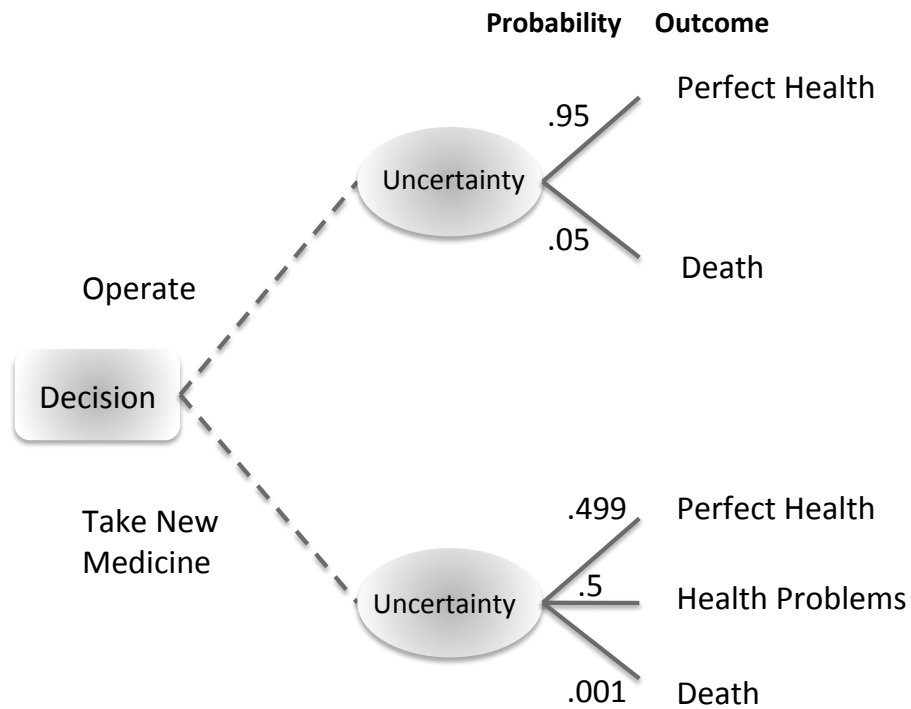 Probability Outcome
Perfect Health
.95
Uncertainty
.05
Death
Operate
Decision
Take New
Medicine
.499 Perfect Health
.5
Uncertainty
Health Problems
.001 Death